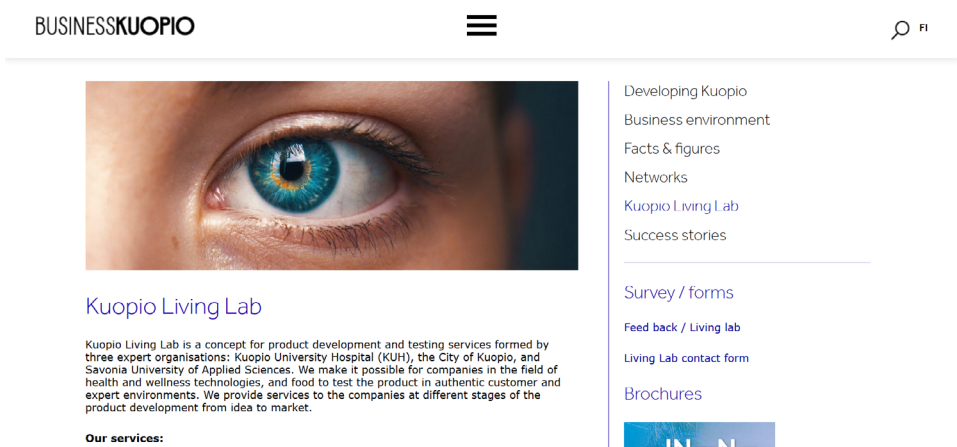 BUSINESSKUOPIO
FI
Kuopio Living Lab
Kuopio Living Lab is a concept for product development and testing services formed by
three expert organisations: Kuopio University Hospital (KUH), the City of Kuopio, and
Savonia University of Applied Sciences. We make it possible for companies in the field of
health and wellness technologies, and food to test the product in authentic customer and
expert environments. We provide services to the companies at different stages of the
product development from idea to market.
Our services:
Developing Kuopio
Business environment
Facts & figures
Networks
Kuopio Living Lab
Success stories
Survey / forms
Feed back / Living lab
Living Lab contact form
Brochures